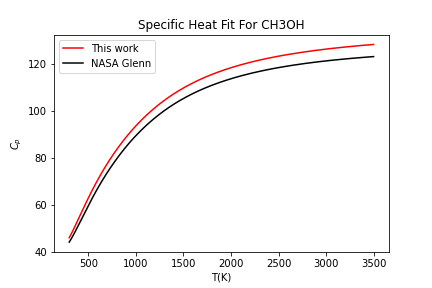 Specific Heat Fit For CH3OH
This work
NASA Glenn
C_p
120
100
80
60
40
500 1000 1500 2000 2500 3000 3500
T(K)